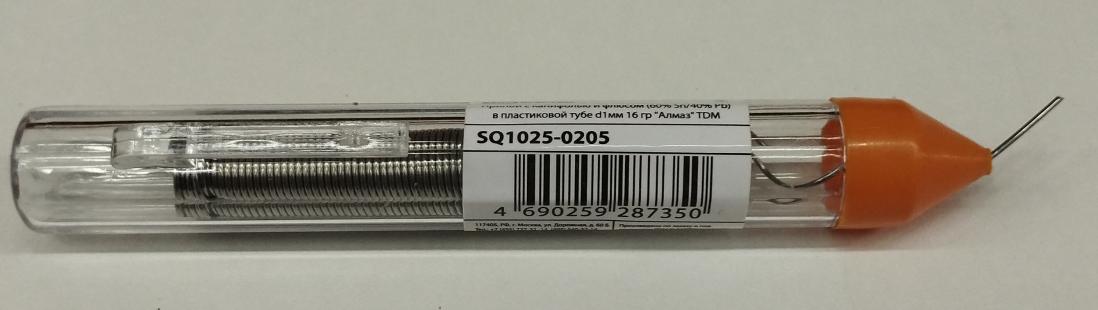 Припой с канифолью и флюсом (60% Sn/40% PB)
в пластиковой тубе d1мм 16 гр "Алмаз" TDM
SQ1025-0205
4 690259 287350
117405, РФ, г. Москва, ул. Дорожная, д. 60 Б